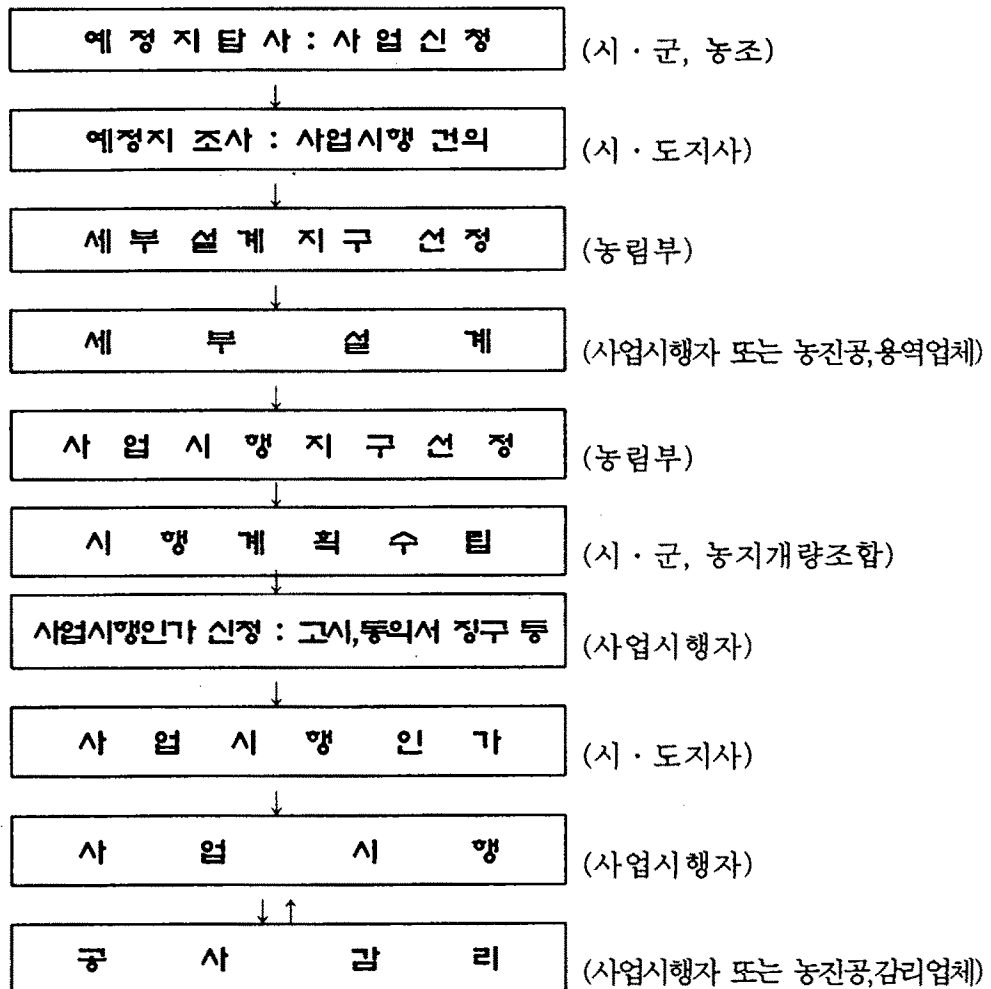 예 정 지 답 사 : 사 업 신 청 (시 · 군, 농조)
↓
예정지 조사 : 사업시행 건의 (시 · 도지사)
↓
세 부 설 계 지 구 선 정 (농림부)
↓
세 부 설 계 (사업시행자 또는 농진공,용역업체)
↓
사 업 시 행 지 구 선 정 (농림부)
↓
시 행 계 획 수 립 (시 · 군, 농지개량조합)
↓
사업시행인가 신청 : 고시,동의서 징구 등 (사업시행자)
↓
사 업 시 행 인 가 (시 · 도지사)
↓
사 업 시 행 (사업시행자)
↓ ↑
공 사 감 리 (사업시행자 또는 농진공,감리업체)